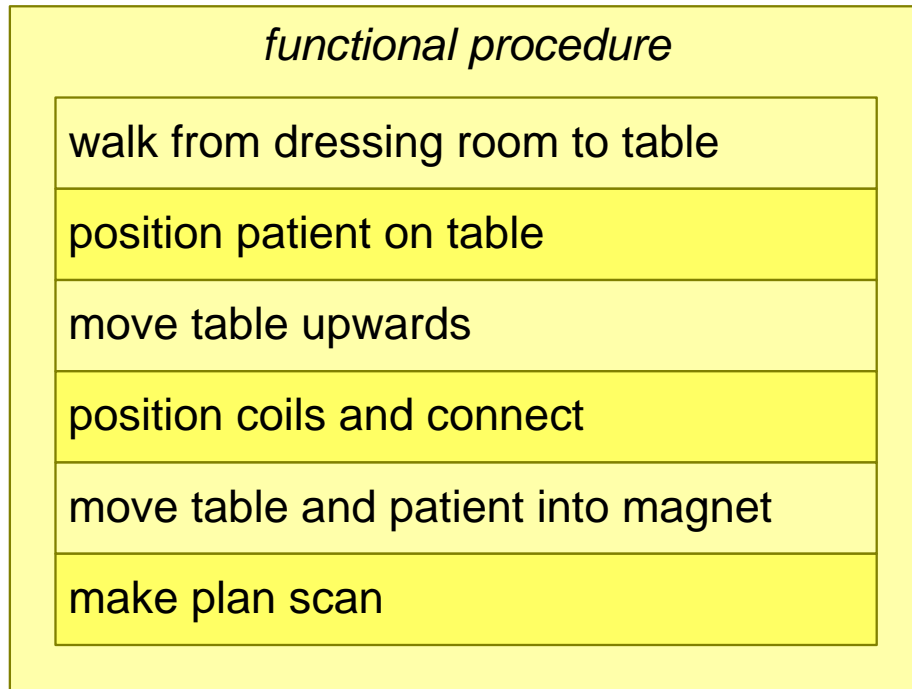 functional procedure
walk from dressing room to table
position patient on table
move table upwards
position coils and connect
move table and patient into magnet
make plan scan